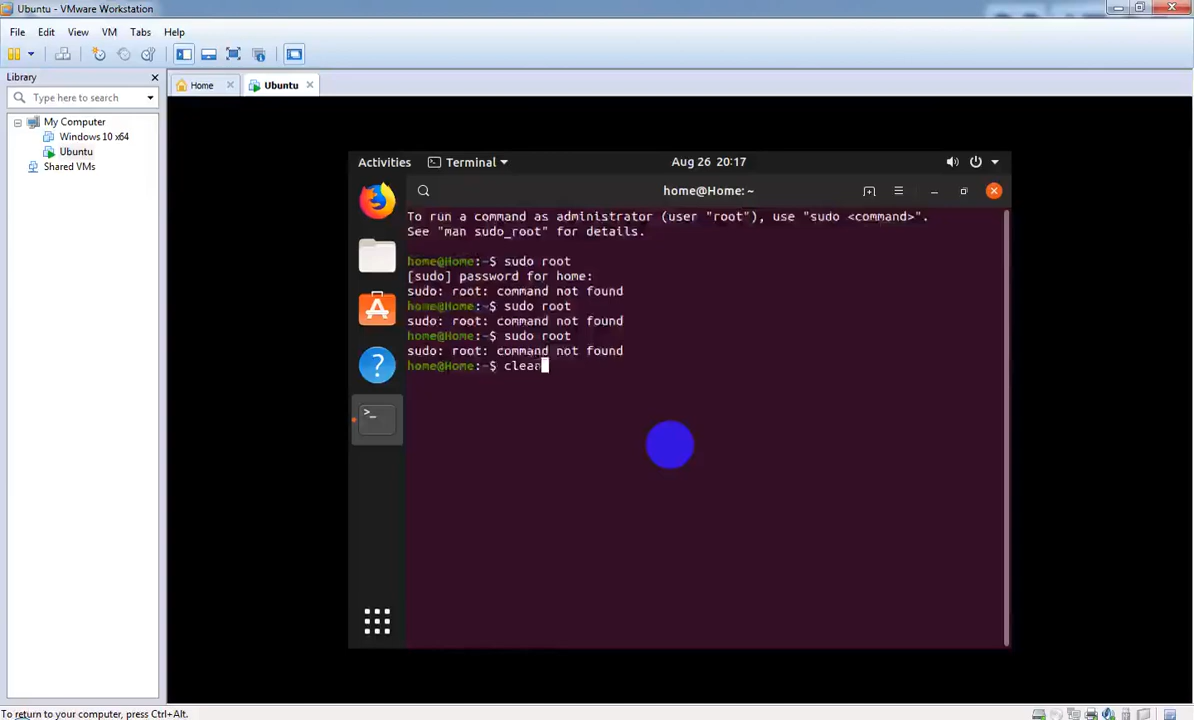 Ubuntu - VMware Workstation
File Edit View VM Tabs Help
Library
Type here to search
Home
Ubuntu
My Computer
Windows 10 x64
Ubuntu
Shared VMs
Activities
Terminal
Aug 26 20:17
home@Home: ~
To run a command as administrator (user "root"), use "sudo <command>".
See "man sudo_root" for details.
home@Home:~$ sudo root
[sudo] password for home:
sudo: root: command not found
home@Home:~$ sudo root
sudo: root: command not found
home@Home:~$ sudo root
sudo: root: command not found
home@Home:~$ clean
To return to your computer, press Ctrl+Alt.